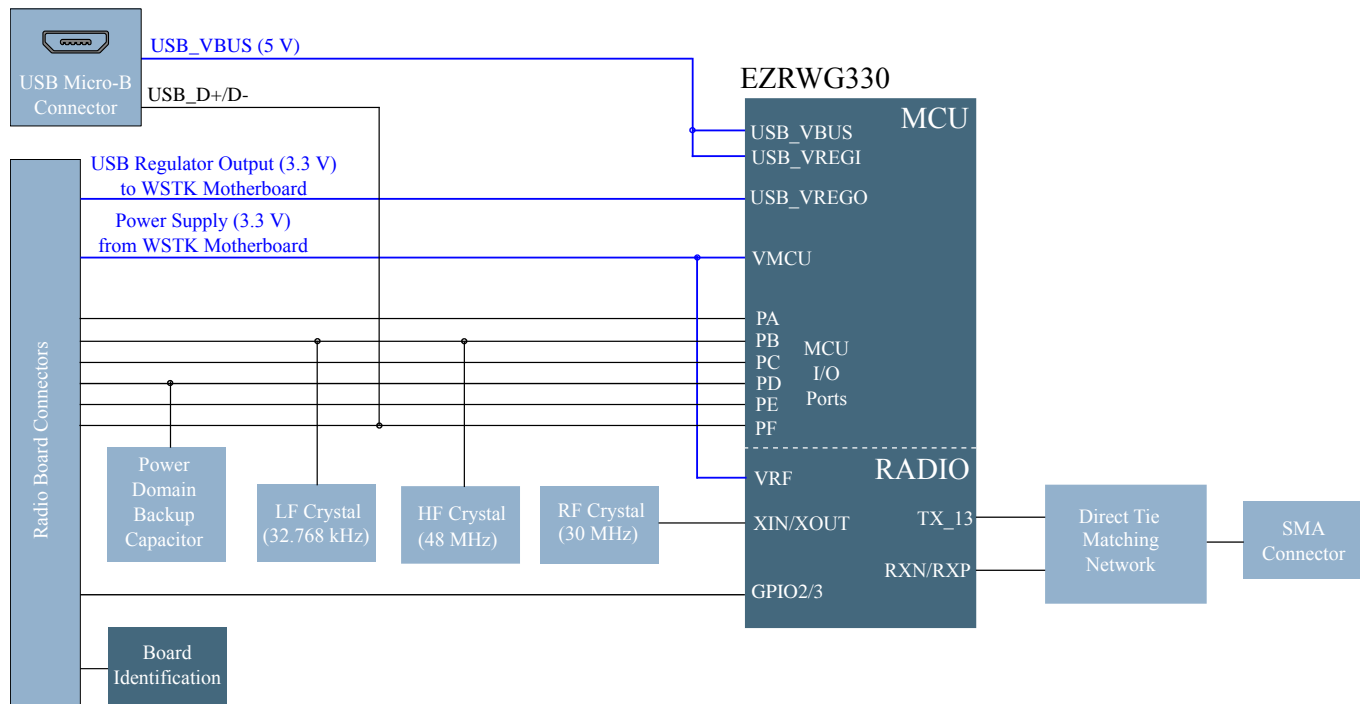 USB Micro-B
Connector
USB_VBUS (5 V)
USB_D+/D-
EZRWG330
MCU
USB_VBUS
USB_VREGI
USB Regulator Output (3.3 V)
to WSTK Motherboard
USB_VREGO
Power Supply (3.3 V)
from WSTK Motherboard
VMCU
Radio Board Connectors
PA
PB
PC
PD
PE
PF
MCU
I/O
Ports
Power
Domain
Backup
Capacitor
LF Crystal
(32.768 kHz)
HF Crystal
(48 MHz)
RF Crystal
(30 MHz)
RADIO
VRF
XIN/XOUT
TX_13
RXN/RXP
GPIO2/3
Direct Tie
Matching
Network
SMA
Connector
Board
Identification